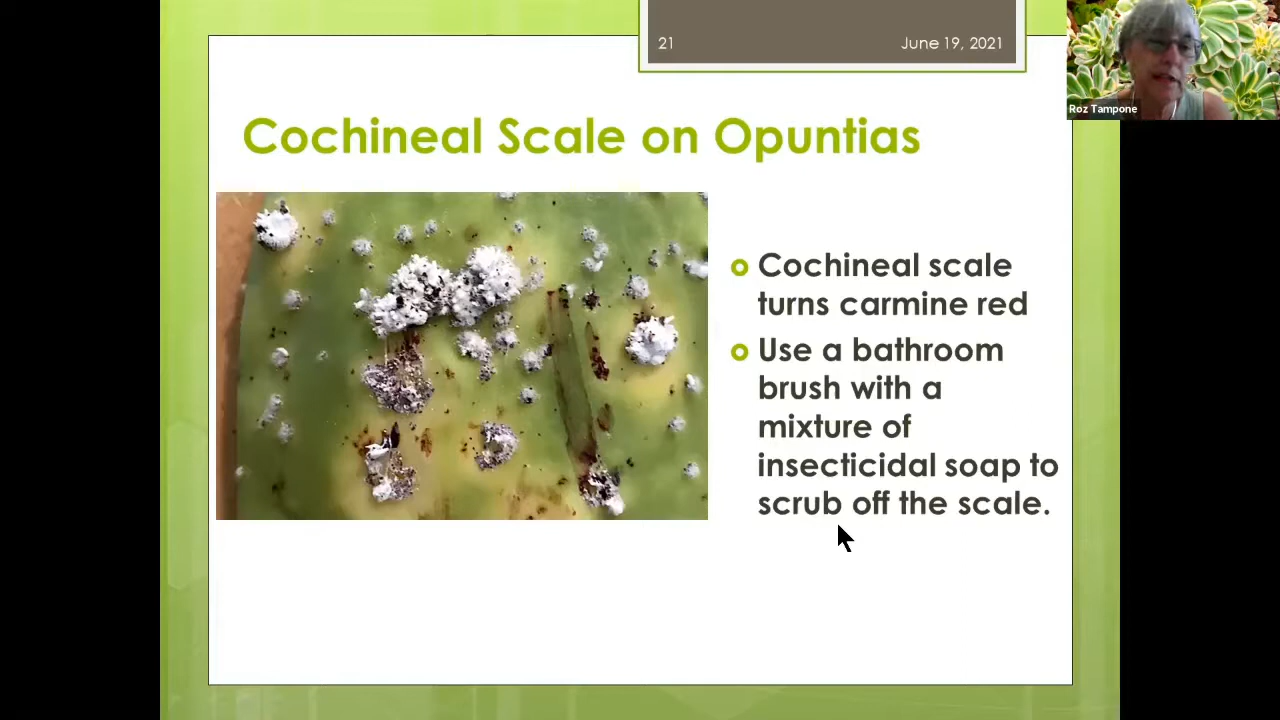 21
June 19, 2021
Roz Tampone
Cochineal Scale on Opuntias
Cochineal scale
turns carmine red
Use a bathroom
brush with a
mixture of
insecticidal soap to
scrub off the scale.